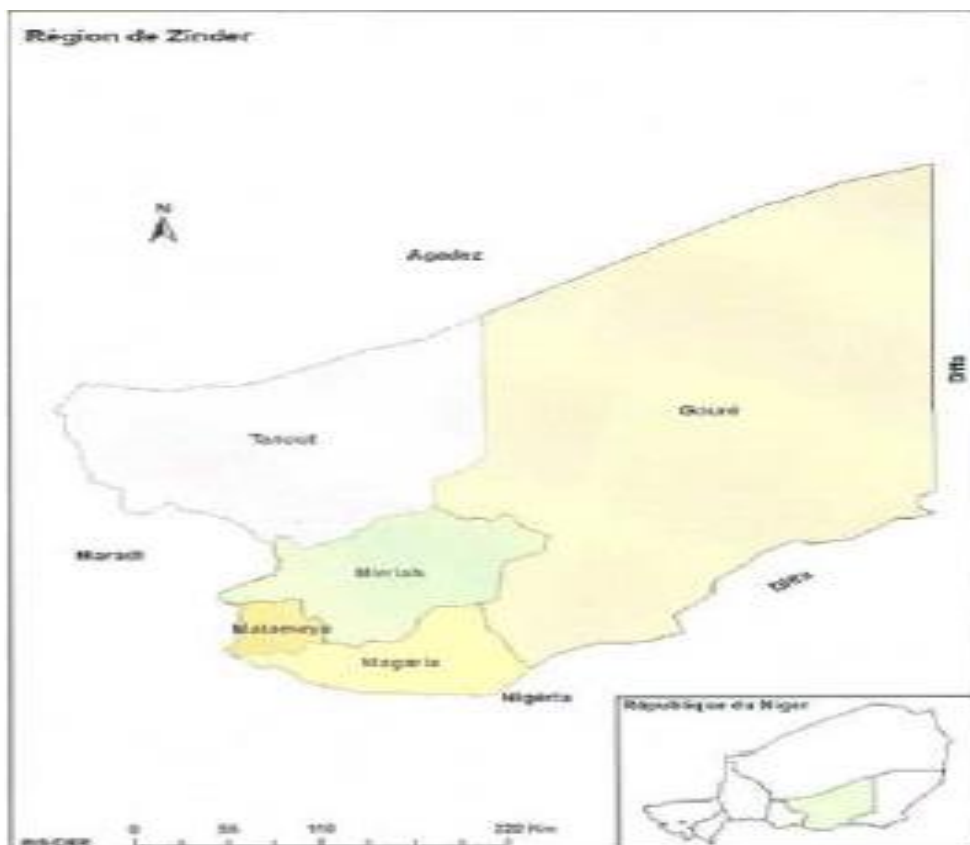 Région de Zinder
N
Agadez
Diffa
Gouré
Tanout
Maradi
Mirriah
Diffa
Matameye
Magaria
Nigéria
République du Niger
0 55 110 220 Km